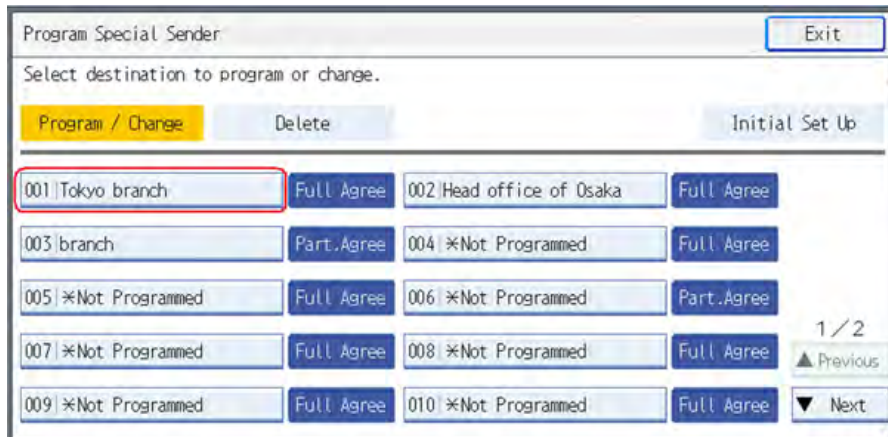 Program Special Sender Exit
Select destination to program or change.
Program / Change Delete Initial Set Up
001 Tokyo branch Full Agree 002 Head office of Osaka Full Agree
003 branch Part.Agree 004 *Not Programmed Full Agree
005 *Not Programmed Full Agree 006 *Not Programmed Part.Agree
007 *Not Programmed Full Agree 008 *Not Programmed Full Agree
1/2
▲ Previous
009 *Not Programmed Full Agree 010 *Not Programmed Full Agree ▼ Next